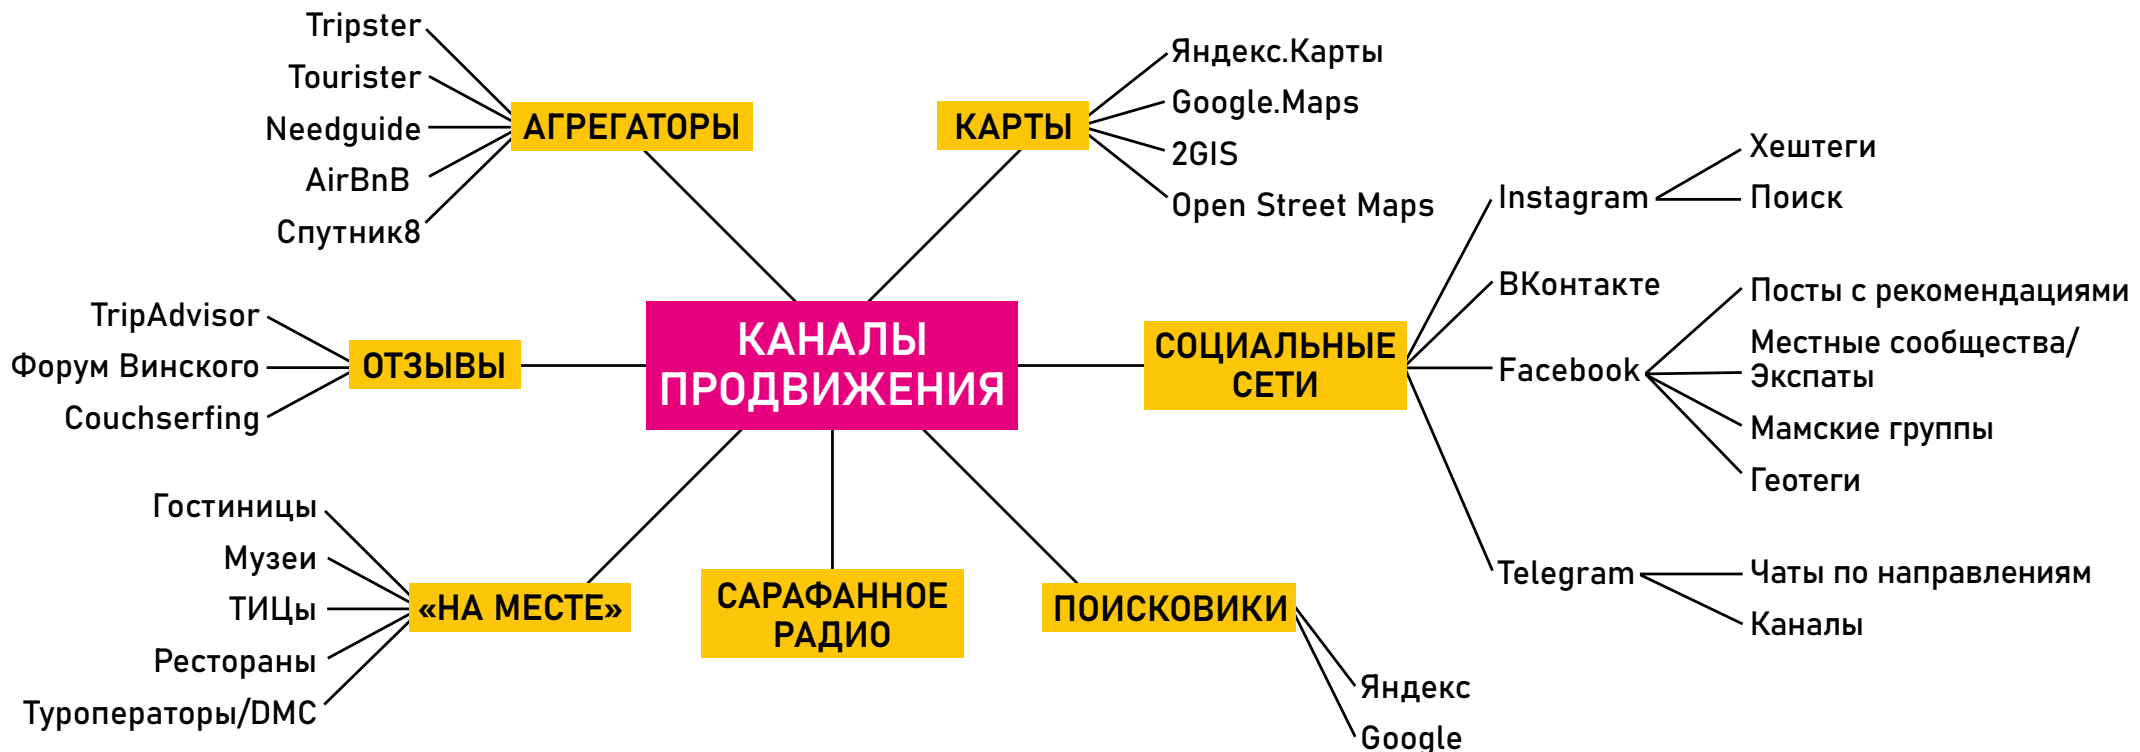 Tripster
Tourister
Needguide
AirBnB
Спутник8
АГРЕГАТОРЫ
КАРТЫ
Яндекс.Карты
Google.Maps
2GIS
Open Street Maps
TripAdvisor
Форум Винского
Couchserfing
ОТЗЫВЫ
КАНАЛЫ
ПРОДВИЖЕНИЯ
СОЦИАЛЬНЫЕ
СЕТИ
Instagram
Хештеги
Поиск
ВКонтакте
Facebook
Посты с рекомендациями
Местные сообщества/
Экспаты
Мамские группы
Геотеги
Telegram
Чаты по направлениям
Каналы
Гостиницы
Музеи
ТИЦы
Рестораны
Туроператоры/DMC
«НА МЕСТЕ»
САРАФАННОЕ
РАДИО
ПОИСКОВИКИ
Яндекс
Google